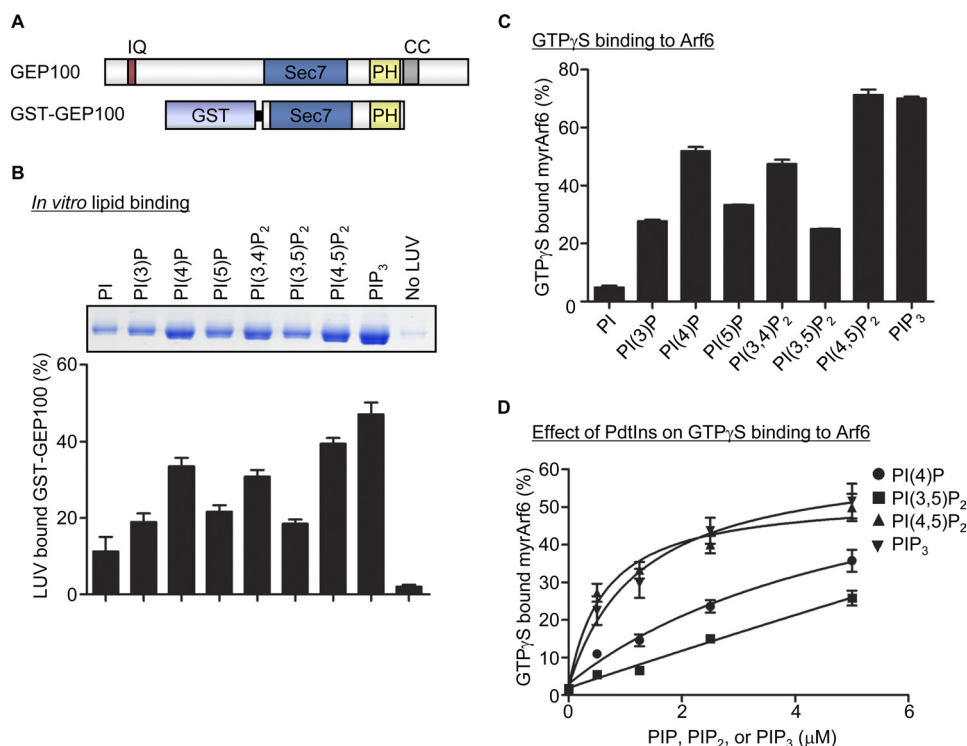 A
IQ
CC
GEP100
Sec7
PH
GST-GEP100
GST
Sec7
PH
B
In vitro lipid binding
PI
PI(3)P
PI(4)P
PI(5)P
PI(3,4)P2
PI(3,5)P2
PI(4,5)P2
PIP3
No LUV
LUV bound GST-GEP100 (%)
60
40
20
0
C
GTPγS binding to Arf6
GTPγS bound myrArf6 (%)
80
60
40
20
0
PI
PI(3)P
PI(4)P
PI(5)P
PI(3,4)P2
PI(3,5)P2
PI(4,5)P2
PIP3
D
Effect of PdtIns on GTPγS binding to Arf6
GTPγS bound myrArf6 (%)
60
50
40
30
20
10
0
0
2
4
6
PIP, PIP2, or PIP3 (μM)
PI(4)P
PI(3,5)P2
PI(4,5)P2
PIP3